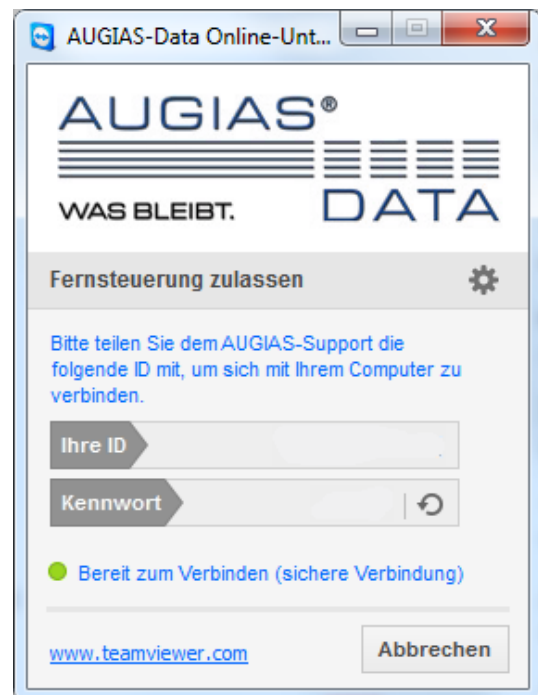 AUGIAS-Data Online-Unt...
AUGIAS®
WAS BLEIBT. DATA
Fernsteuerung zulassen
Bitte teilen Sie dem AUGIAS-Support die
folgende ID mit, um sich mit Ihrem Computer zu
verbinden.
Ihre ID
Kennwort
Bereit zum Verbinden (sichere Verbindung)
www.teamviewer.com
Abbrechen